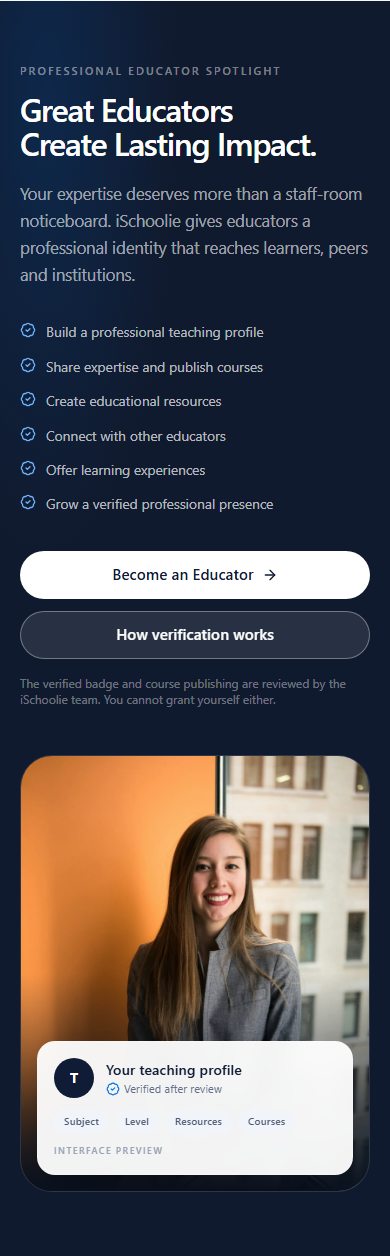 PROFESSIONAL EDUCATOR SPOTLIGHT
Great Educators
Create Lasting Impact.
Your expertise deserves more than a staff-room
noticeboard. iSchoolie gives educators a
professional identity that reaches learners, peers
and institutions.
Build a professional teaching profile
Share expertise and publish courses
Create educational resources
Connect with other educators
Offer learning experiences
Grow a verified professional presence
Become an Educator →
How verification works
The verified badge and course publishing are reviewed by the
iSchoolie team. You cannot grant yourself either.
T
Your teaching profile
Verified after review
Subject Level Resources Courses
INTERFACE PREVIEW